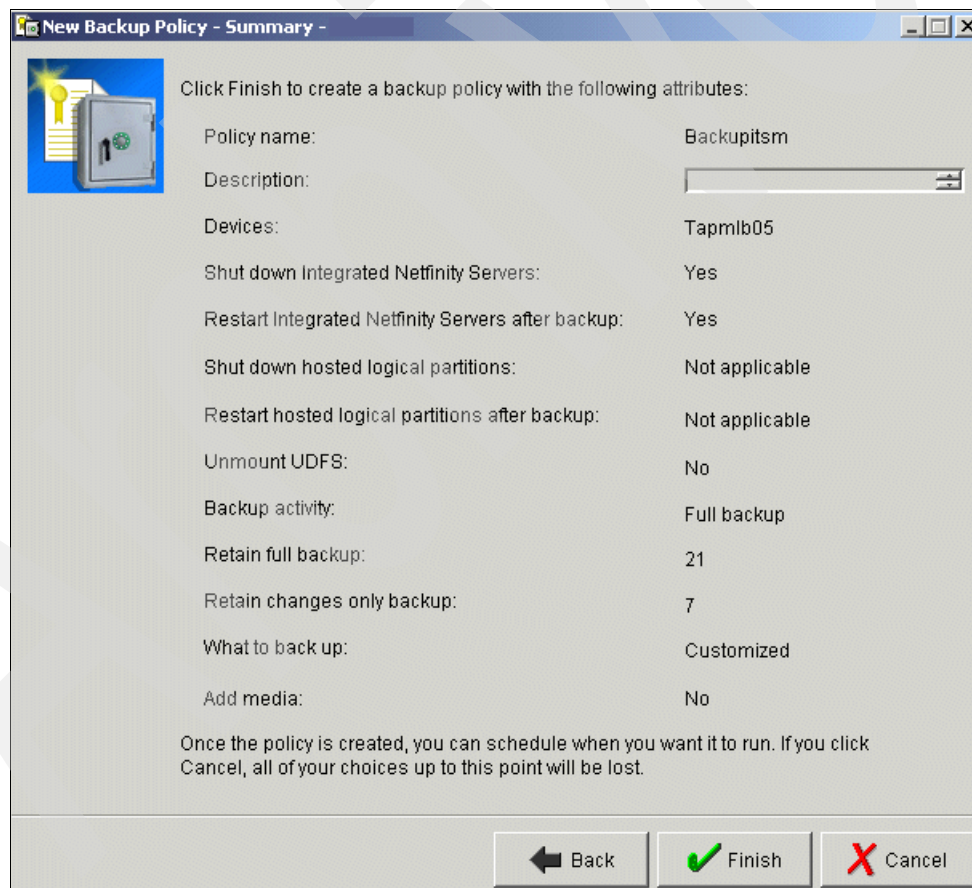 New Backup Policy - Summary -
Click Finish to create a backup policy with the following attributes:
Policy name: Backupitsm
Description:
Devices: Tapmlb05
Shut down Integrated Netfinity Servers: Yes
Restart Integrated Netfinity Servers after backup: Yes
Shut down hosted logical partitions: Not applicable
Restart hosted logical partitions after backup: Not applicable
Unmount UDFS: No
Backup activity: Full backup
Retain full backup: 21
Retain changes only backup: 7
What to back up: Customized
Add media: No
Once the policy is created, you can schedule when you want it to run. If you click
Cancel, all of your choices up to this point will be lost.
Back Finish Cancel